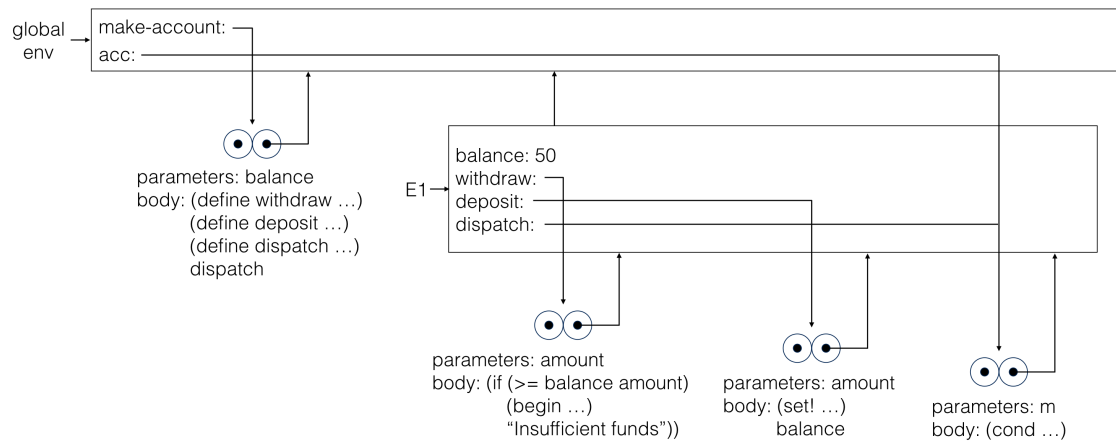 global
env
make-account:
acc:
parameters: balance
body: (define withdraw …)
(define deposit …)
(define dispatch …)
dispatch
E1
balance: 50
withdraw:
deposit:
dispatch:
parameters: amount
body: (if (>= balance amount)
(begin …)
“Insufficient funds”))
parameters: amount
body: (set! …)
balance
parameters: m
body: (cond …)